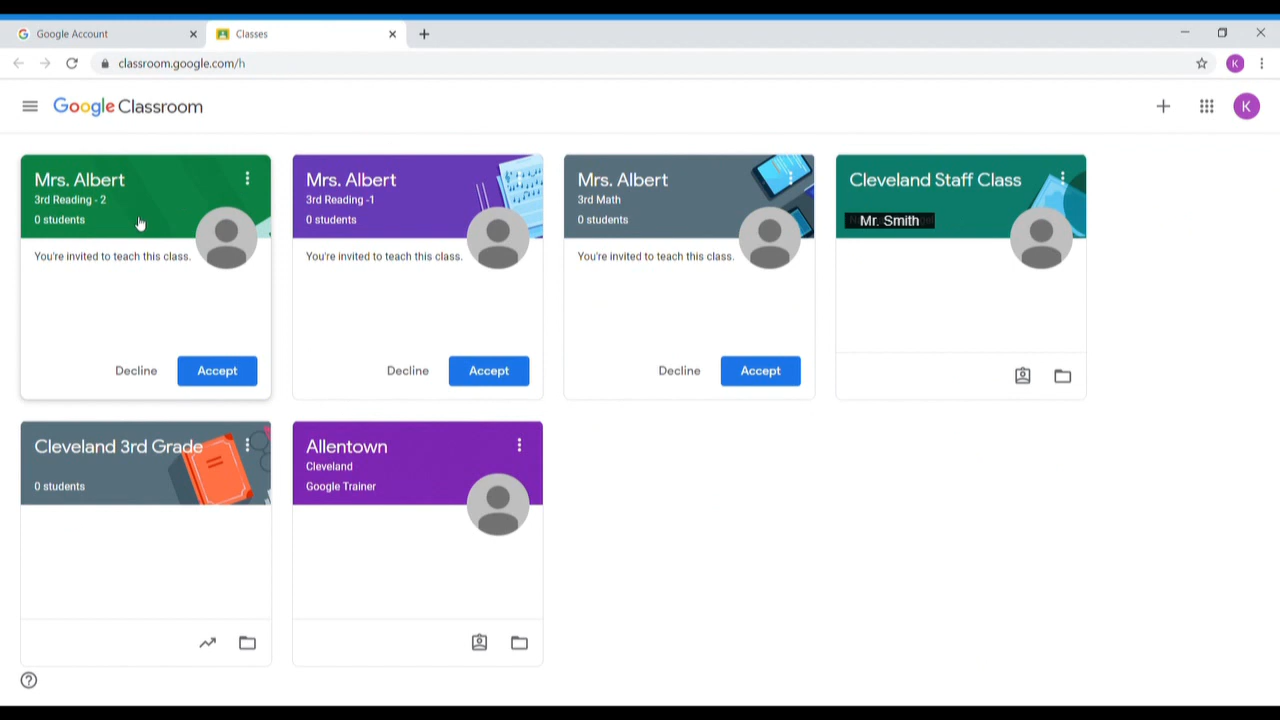 Google Account
Classes
classroom.google.com/h
K
Google Classroom
K
Mrs. Albert
3rd Reading - 2
0 students
You're invited to teach this class.
Decline
Accept
Mrs. Albert
3rd Reading -1
0 students
You're invited to teach this class.
Decline
Accept
Mrs. Albert
3rd Math
0 students
You're invited to teach this class.
Decline
Accept
Cleveland Staff Class
Mr. Smith
Cleveland 3rd Grade
0 students
Allentown
Cleveland
Google Trainer